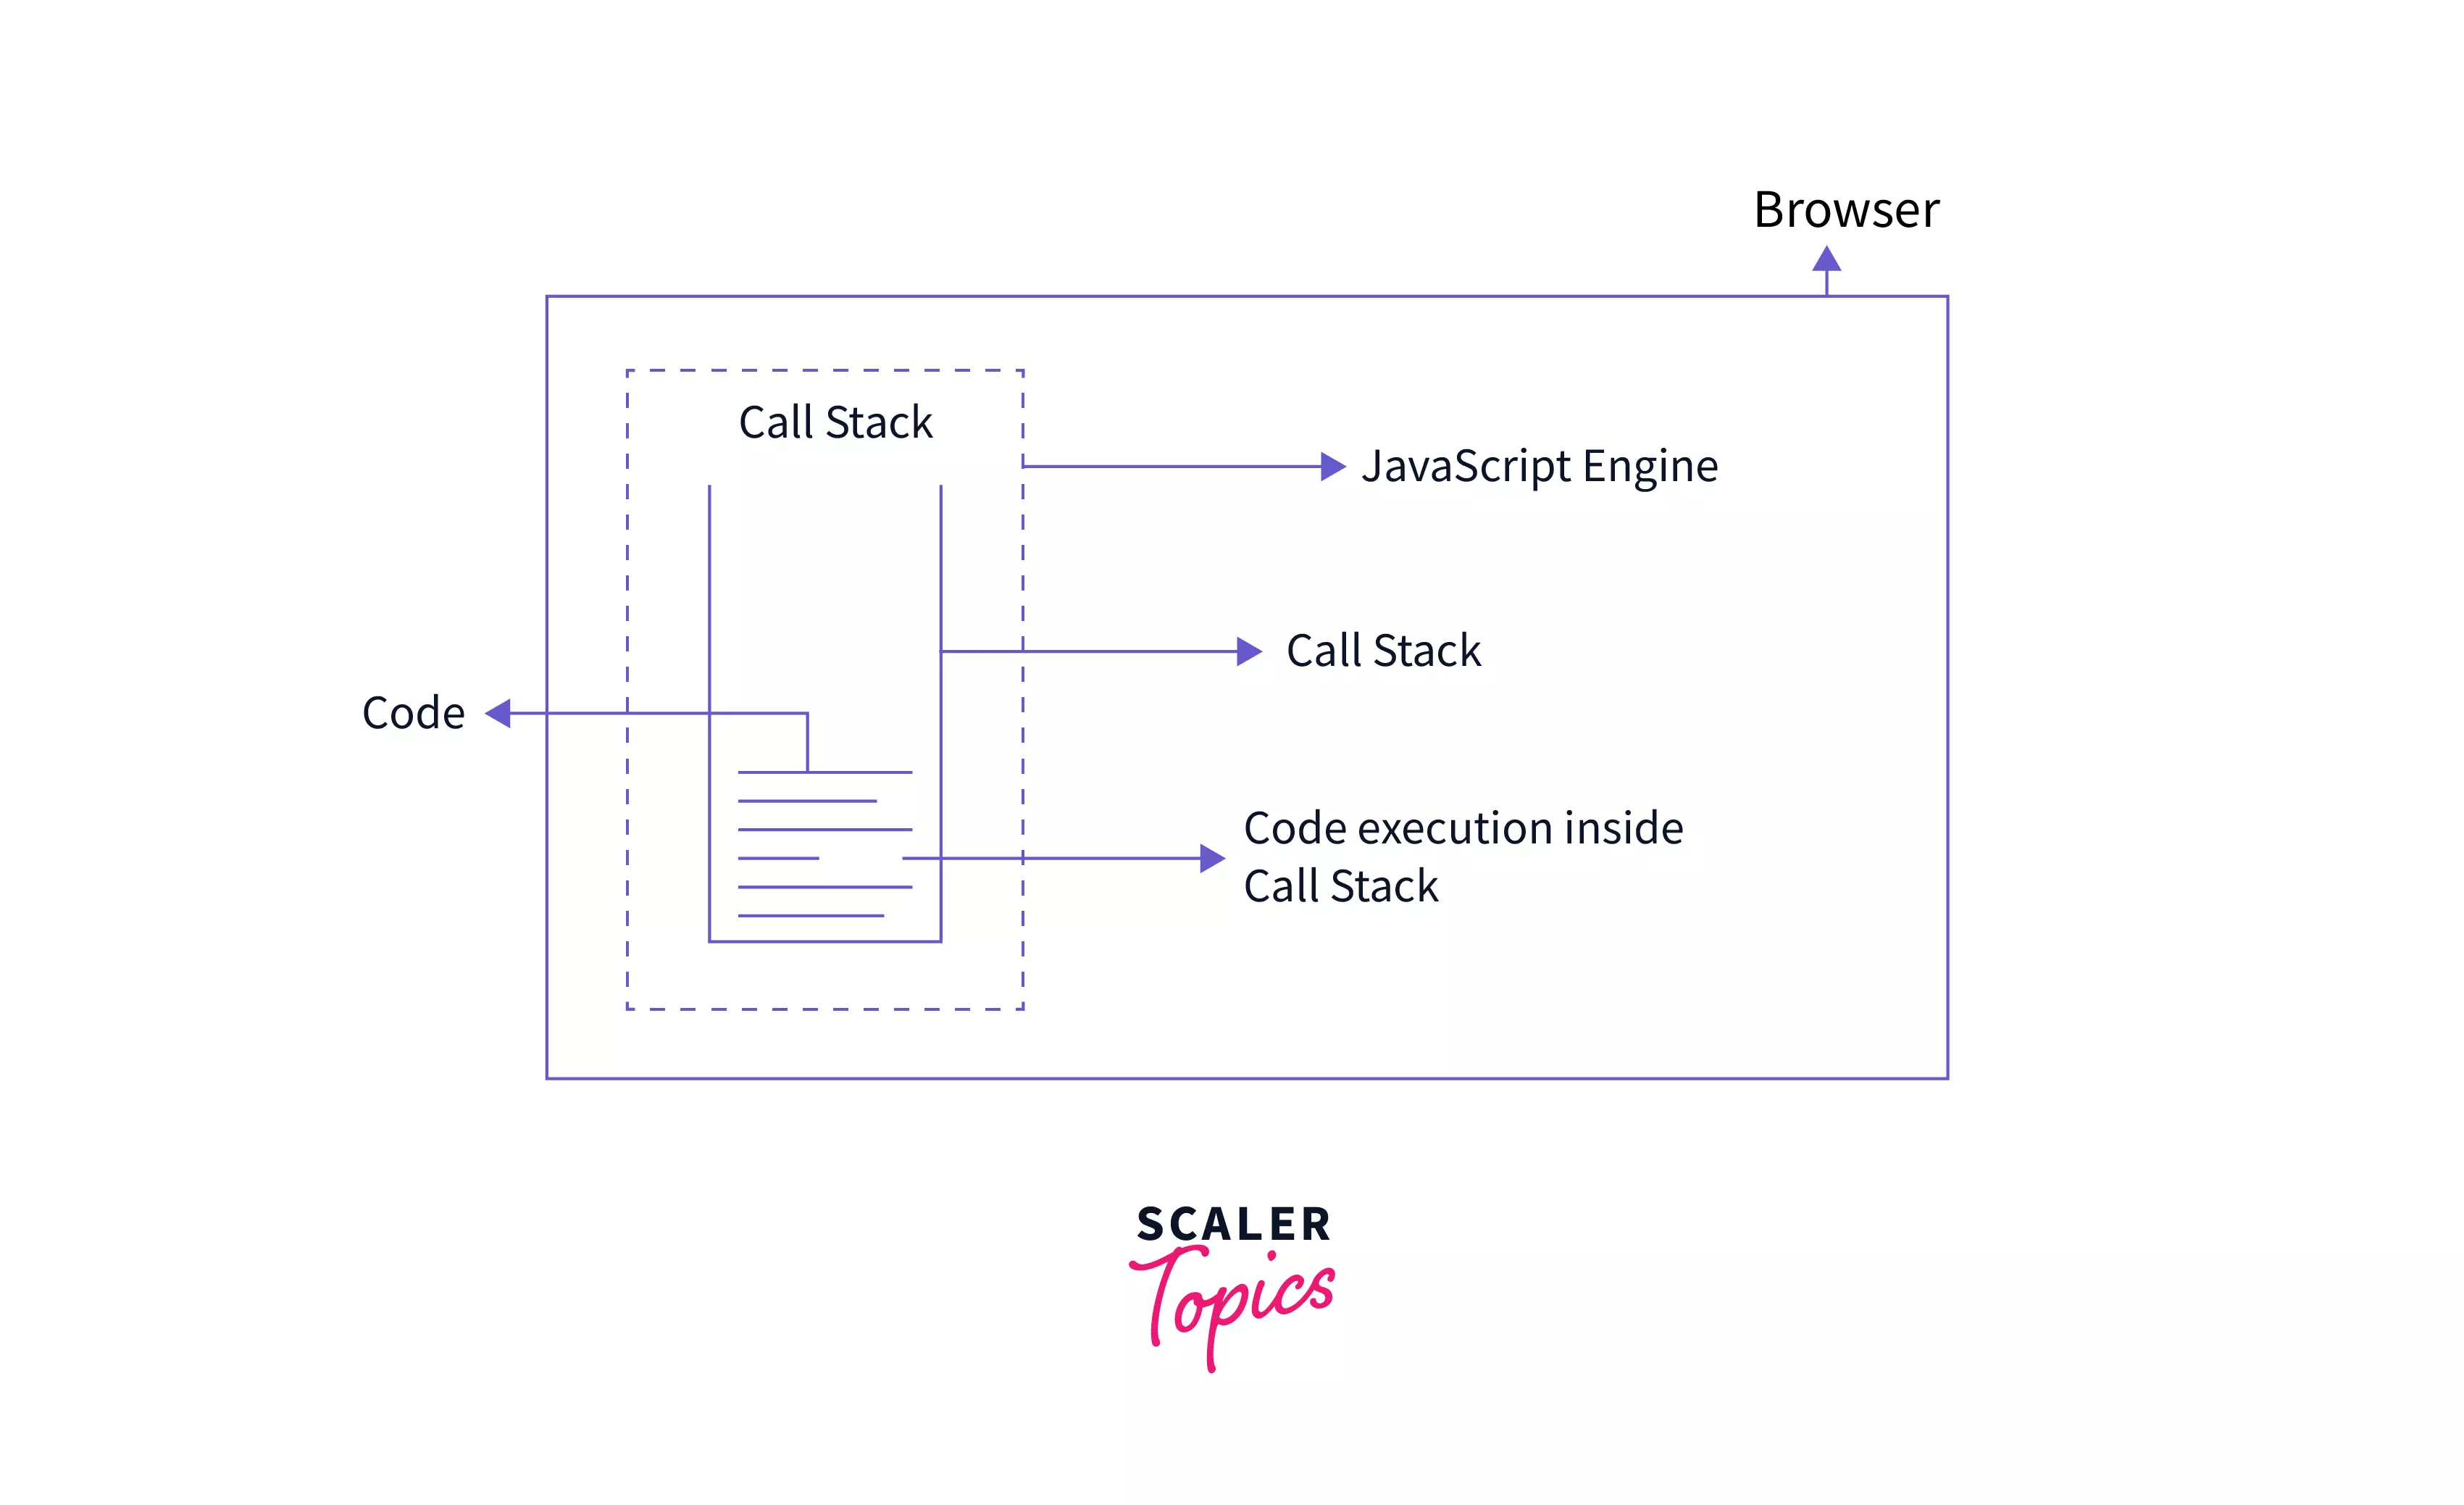 Browser
Call Stack
JavaScript Engine
Call Stack
Code
Code execution inside
Call Stack
SCALER
Topics